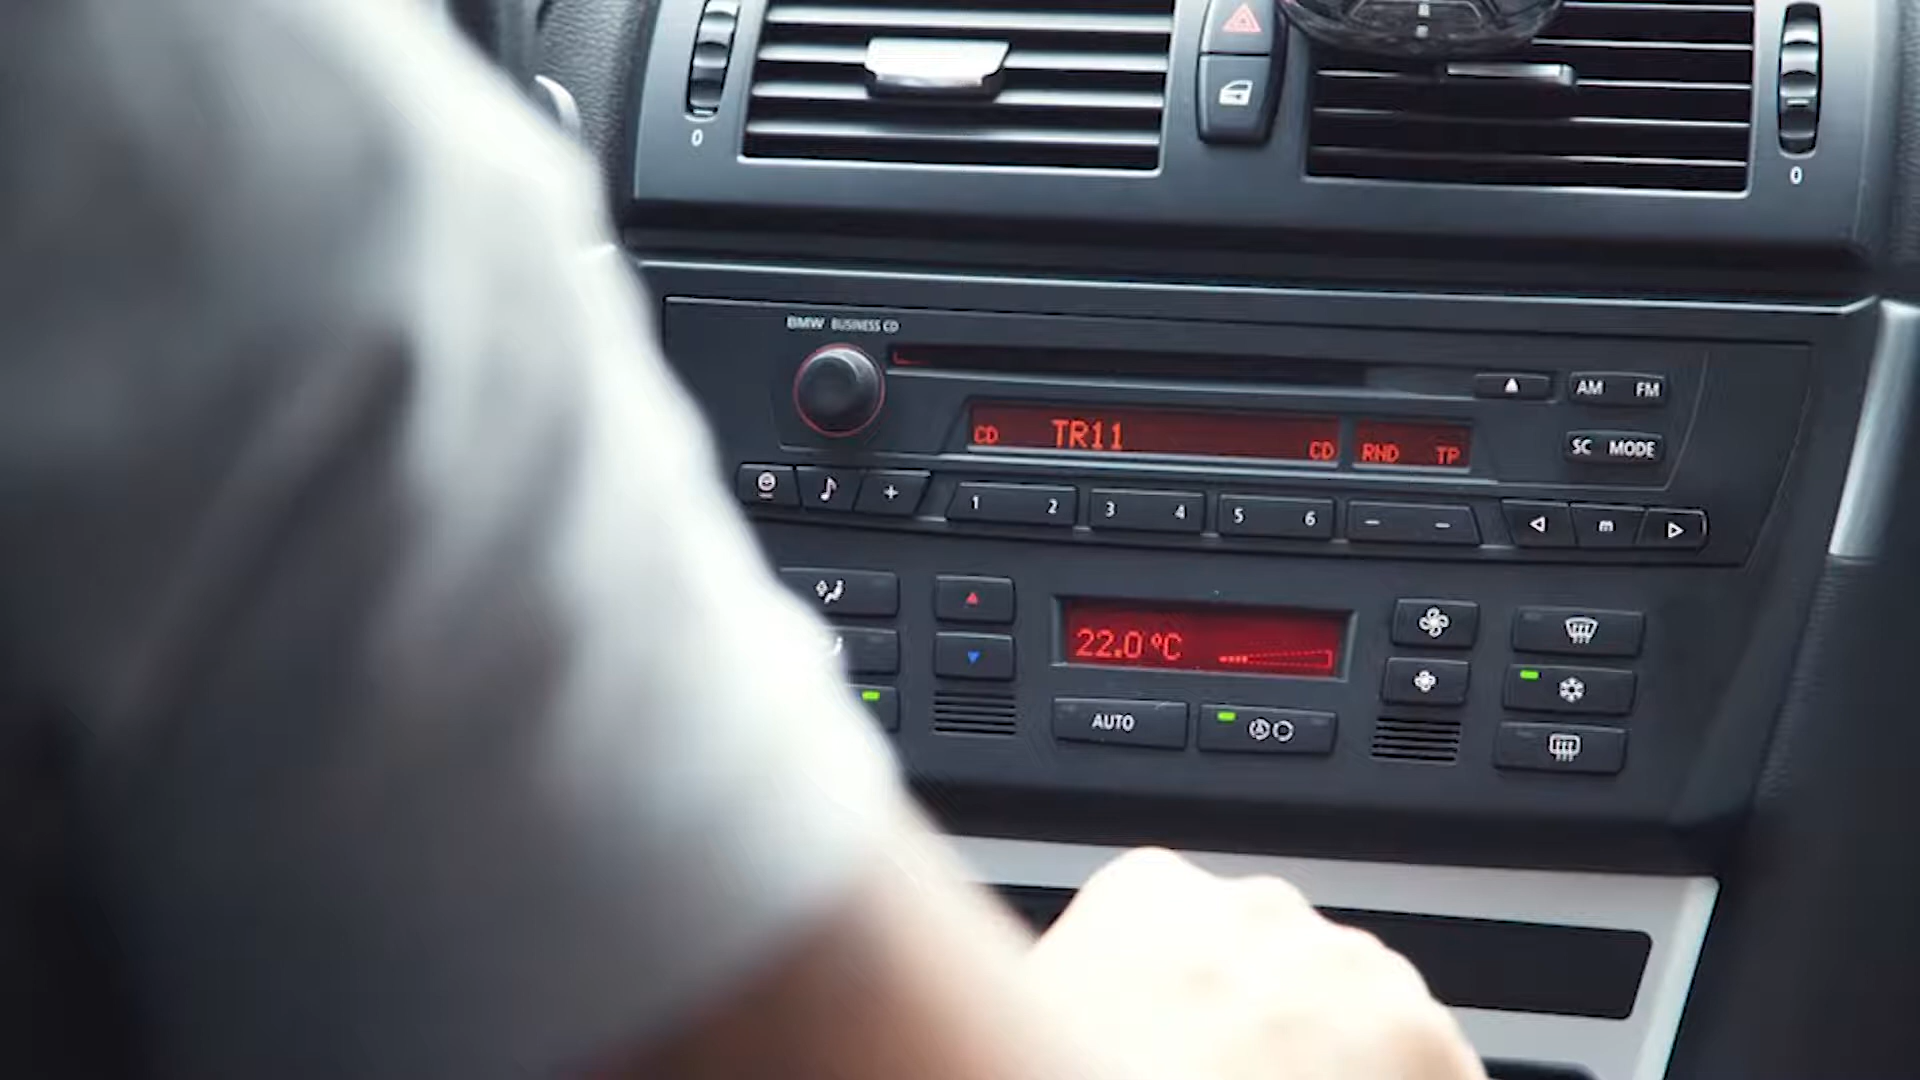 0
0
BMW BUSINESS CD
AM FM
CD TR11 CD RND TP
SC MODE
1 2 3 4 5 6
m
22.0 ºC
AUTO